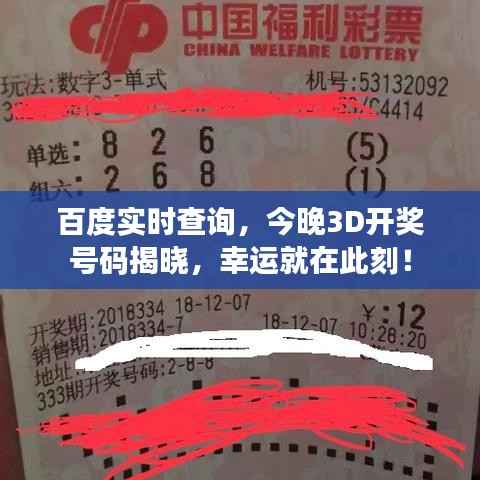 中国福利彩票
CHINA WELFARE LOTTERY
玩法:数字3-单式 机号:53132092
单选: 8 2 6 (5)
组六: 2 6 8 (1)
百度实时查询，今晚3D开奖
号码揭晓，幸运就在此刻！
开奖期:2018334 18-12-07 ¥:12
销售期:2018334-7 18-12-07 10:28:20
地址:
333期开奖号码:2-8-8